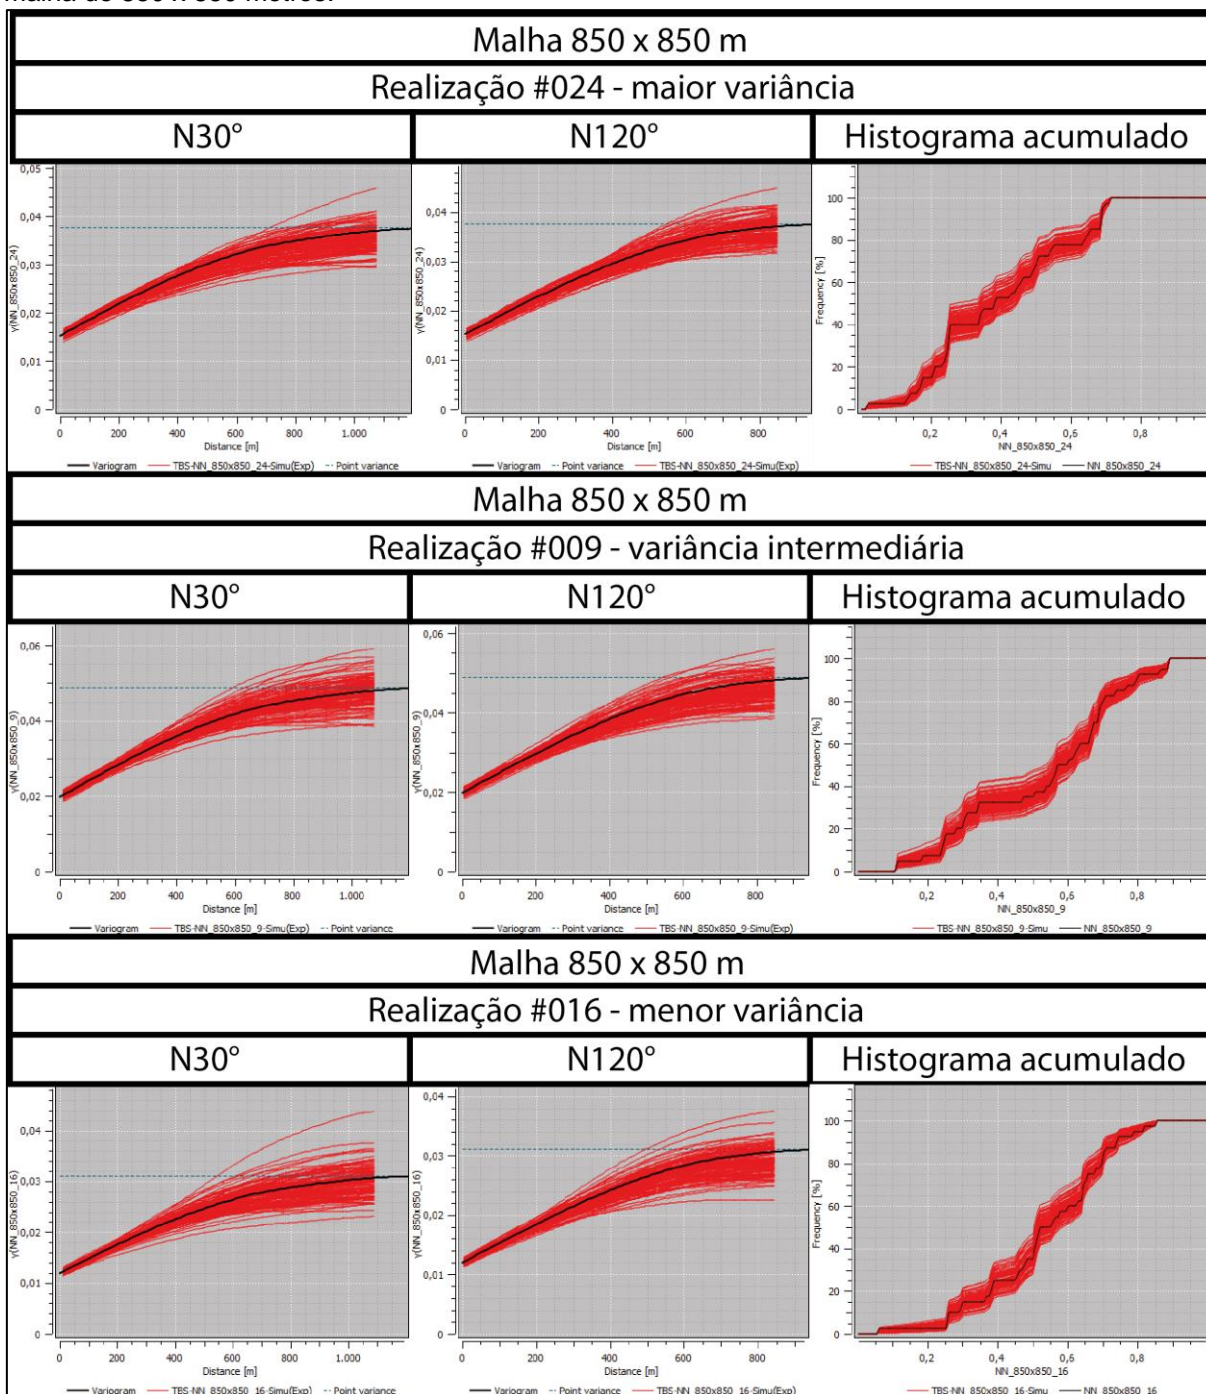 malha de 850 x 850 metros.
Malha 850 x 850 m
Realização #024 - maior variância
N30° N120° Histograma acumulado
0,05 0,04 0,03 0,02 0,01 0
γ(NN_850x850_24)
0 200 400 600 800 1.000
Distance [m]
Variogram TBS-NN_850x850_24-Simu(Exp) Point variance
0,04 0,03 0,02 0,01 0
γ(NN_850x850_24)
0 200 400 600 800
Distance [m]
Variogram Point variance TBS-NN_850x850_24-Simu(Exp)
100 80 60 40 20 0
Frequency [%]
0,2 0,4 0,6 0,8
NN_850x850_24
TBS-NN_850x850_24-Simu NN_850x850_24
Malha 850 x 850 m
Realização #009 - variância intermediária
N30° N120° Histograma acumulado
0,06 0,04 0,02 0
γ(NN_850x850_9)
0 200 400 600 800 1.000
Distance [m]
Variogram TBS-NN_850x850_9-Simu(Exp) Point variance
0,06 0,04 0,02 0
γ(NN_850x850_9)
0 200 400 600 800
Distance [m]
Variogram Point variance TBS-NN_850x850_9-Simu(Exp)
100 80 60 40 20 0
Frequency [%]
0,2 0,4 0,6 0,8
NN_850x850_9
TBS-NN_850x850_9-Simu NN_850x850_9
Malha 850 x 850 m
Realização #016 - menor variância
N30° N120° Histograma acumulado
0,04 0,03 0,02 0,01 0
γ(NN_850x850_16)
0 200 400 600 800 1.000
Distance [m]
Variogram TBS-NN_850x850_16-Simu(Exp) Point variance
0,04 0,03 0,02 0,01 0
γ(NN_850x850_16)
0 200 400 600 800
Distance [m]
Variogram Point variance TBS-NN_850x850_16-Simu(Exp)
100 80 60 40 20 0
Frequency [%]
0,2 0,4 0,6 0,8
NN_850x850_16
TBS-NN_850x850_16-Simu NN_850x850_16